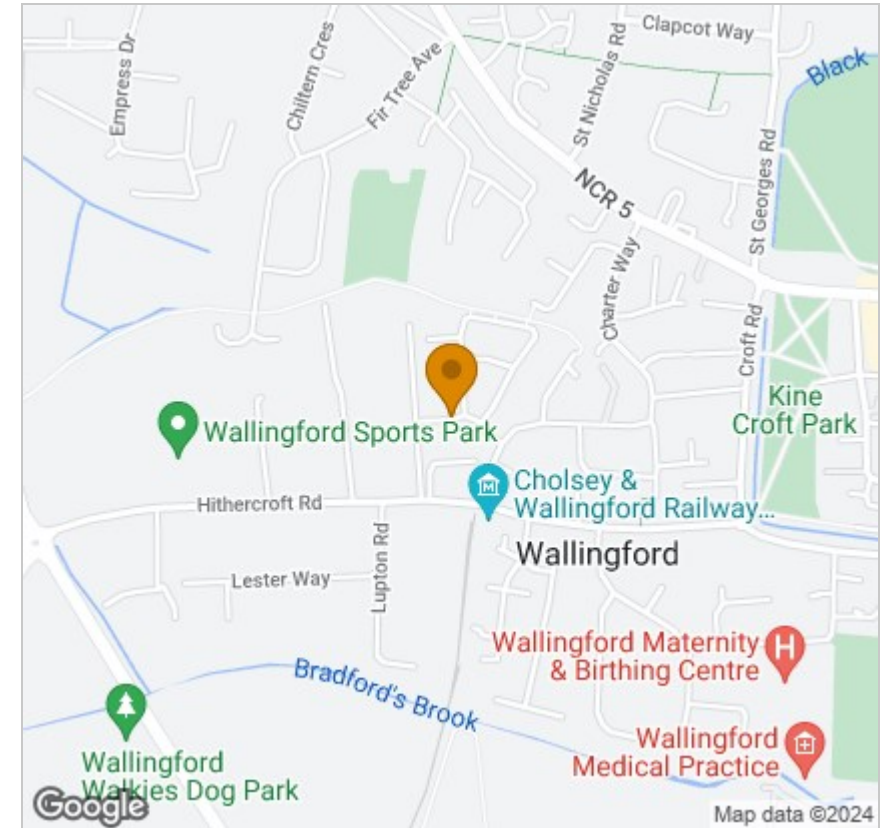 Clapcot Way
Empress Dr
Chiltern Cres
Fir Tree Ave
St Nicholas Rd
Black
NCR 5
St Georges Rd
Charter Way
Croft Rd
Kine
Croft Park
Wallingford Sports Park
Cholsey &
Wallingford Railway...
Hithercroft Rd
Wallingford
Lupton Rd
Lester Way
Wallingford Maternity
& Birthing Centre
Bradford's Brook
Wallingford
Medical Practice
Wallingford
Walkies Dog Park
Google
Map data ©2024